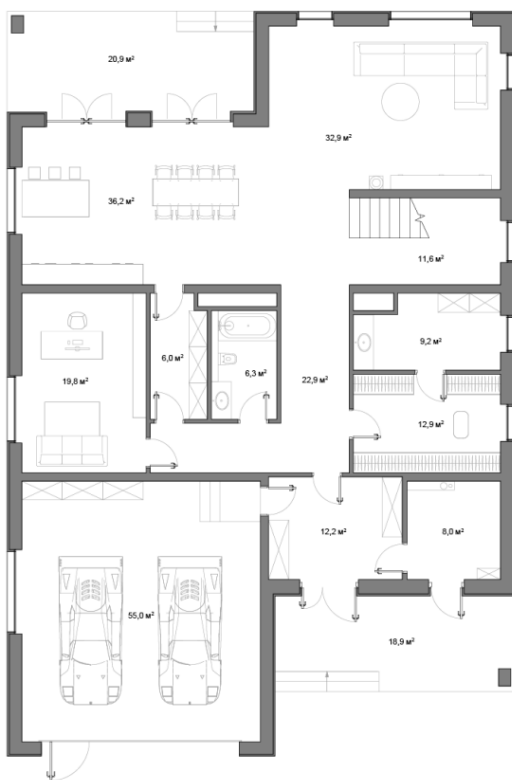 20,9 м²
32,9 м²
36,2 м²
11,6 м²
9,2 м²
6,0 м²
6,3 м²
19,8 м²
22,9 м²
12,9 м²
12,2 м²
8,0 м²
55,0 м²
18,9 м²